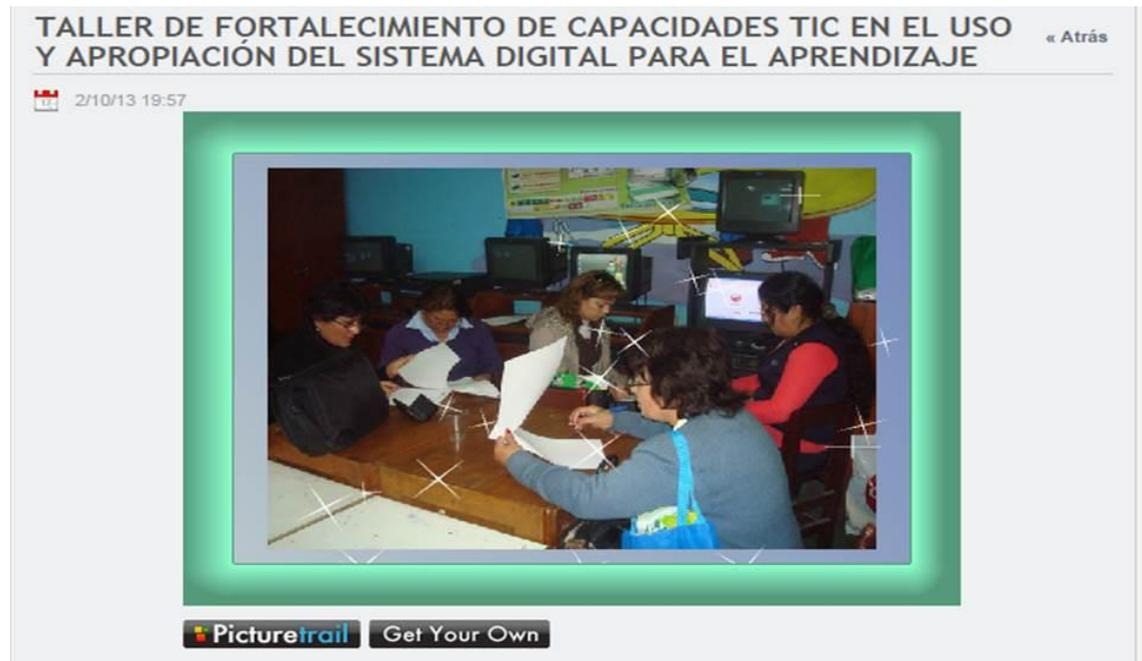 TALLER DE FORTALECIMIENTO DE CAPACIDADES TIC EN EL USO
Y APROPIACIÓN DEL SISTEMA DIGITAL PARA EL APRENDIZAJE
« Atrás
12
2/10/13 19:57
Picturetrail
Get Your Own